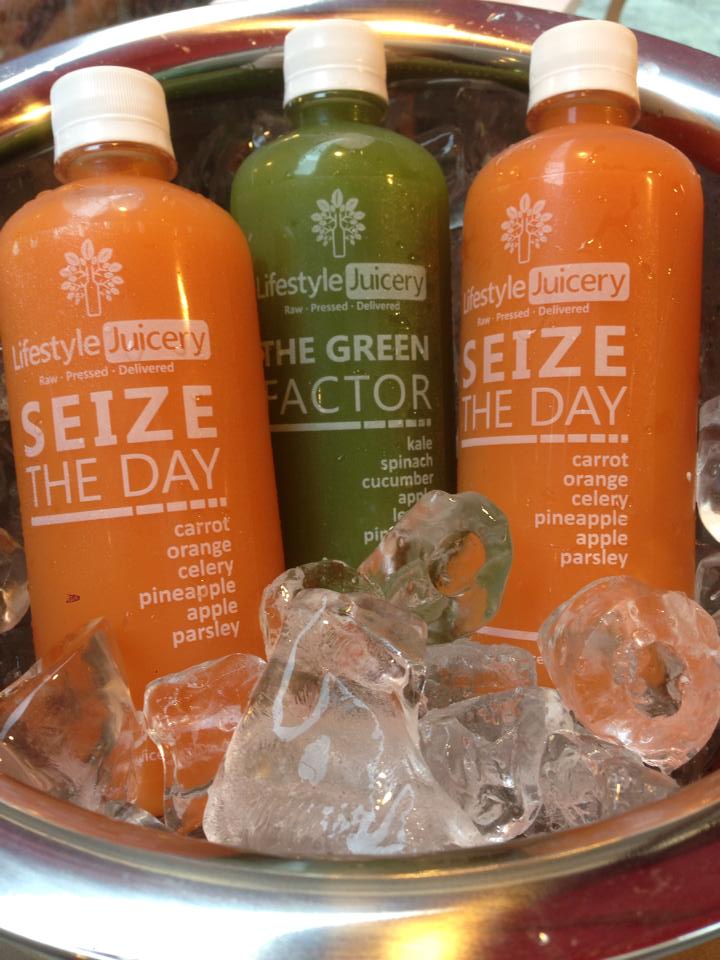 Lifestyle Juicery
Raw · Pressed · Delivered
SEIZE
THE DAY
carrot
orange
celery
pineapple
apple
parsley
Lifestyle Juicery
Raw · Pressed · Delivered
THE GREEN
FACTOR
kale
spinach
cucumber
apple
Lifestyle Juicery
Raw · Pressed · Delivered
SEIZE
THE DAY
carrot
orange
celery
pineapple
apple
parsley